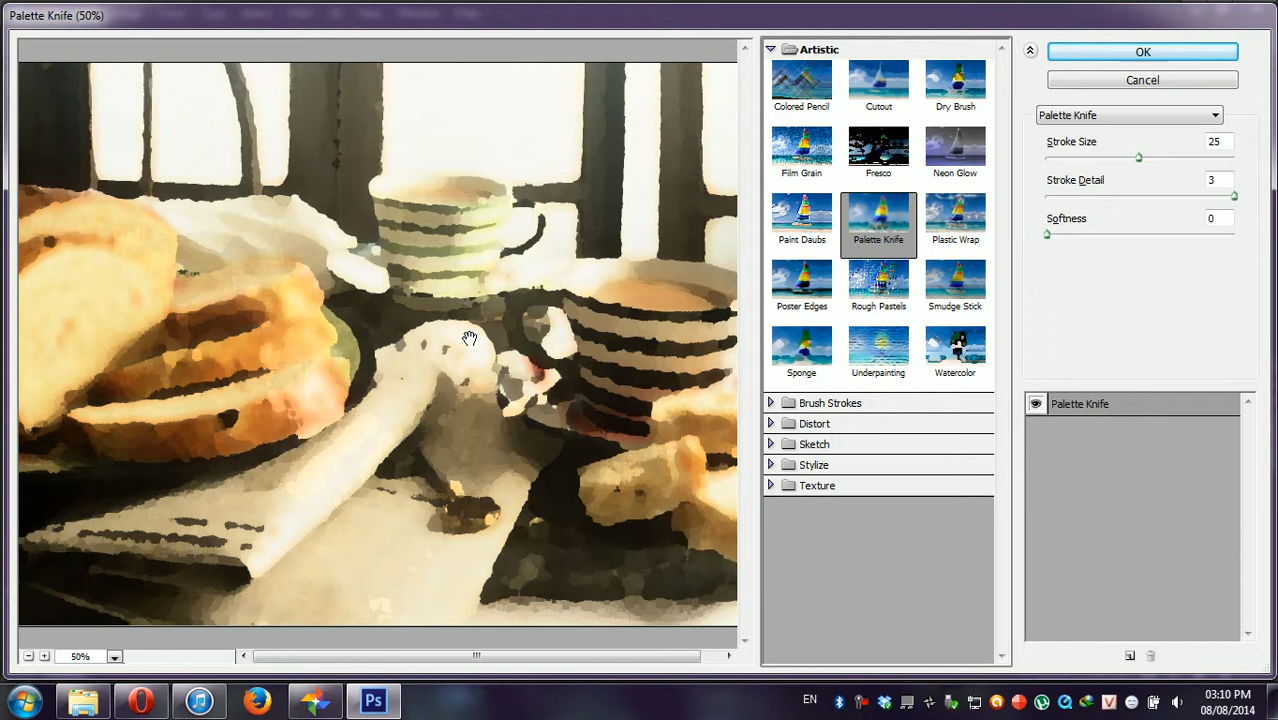 Palette Knife (50%)
Artistic
Colored Pencil
Cutout
Dry Brush
Film Grain
Fresco
Neon Glow
Paint Daubs
Palette Knife
Plastic Wrap
Poster Edges
Rough Pastels
Smudge Stick
Sponge
Underpainting
Watercolor
Brush Strokes
Distort
Sketch
Stylize
Texture
OK
Cancel
Palette Knife
Stroke Size 25
Stroke Detail 3
Softness 0
Palette Knife
50%
Ps
EN
03:10 PM
08/08/2014